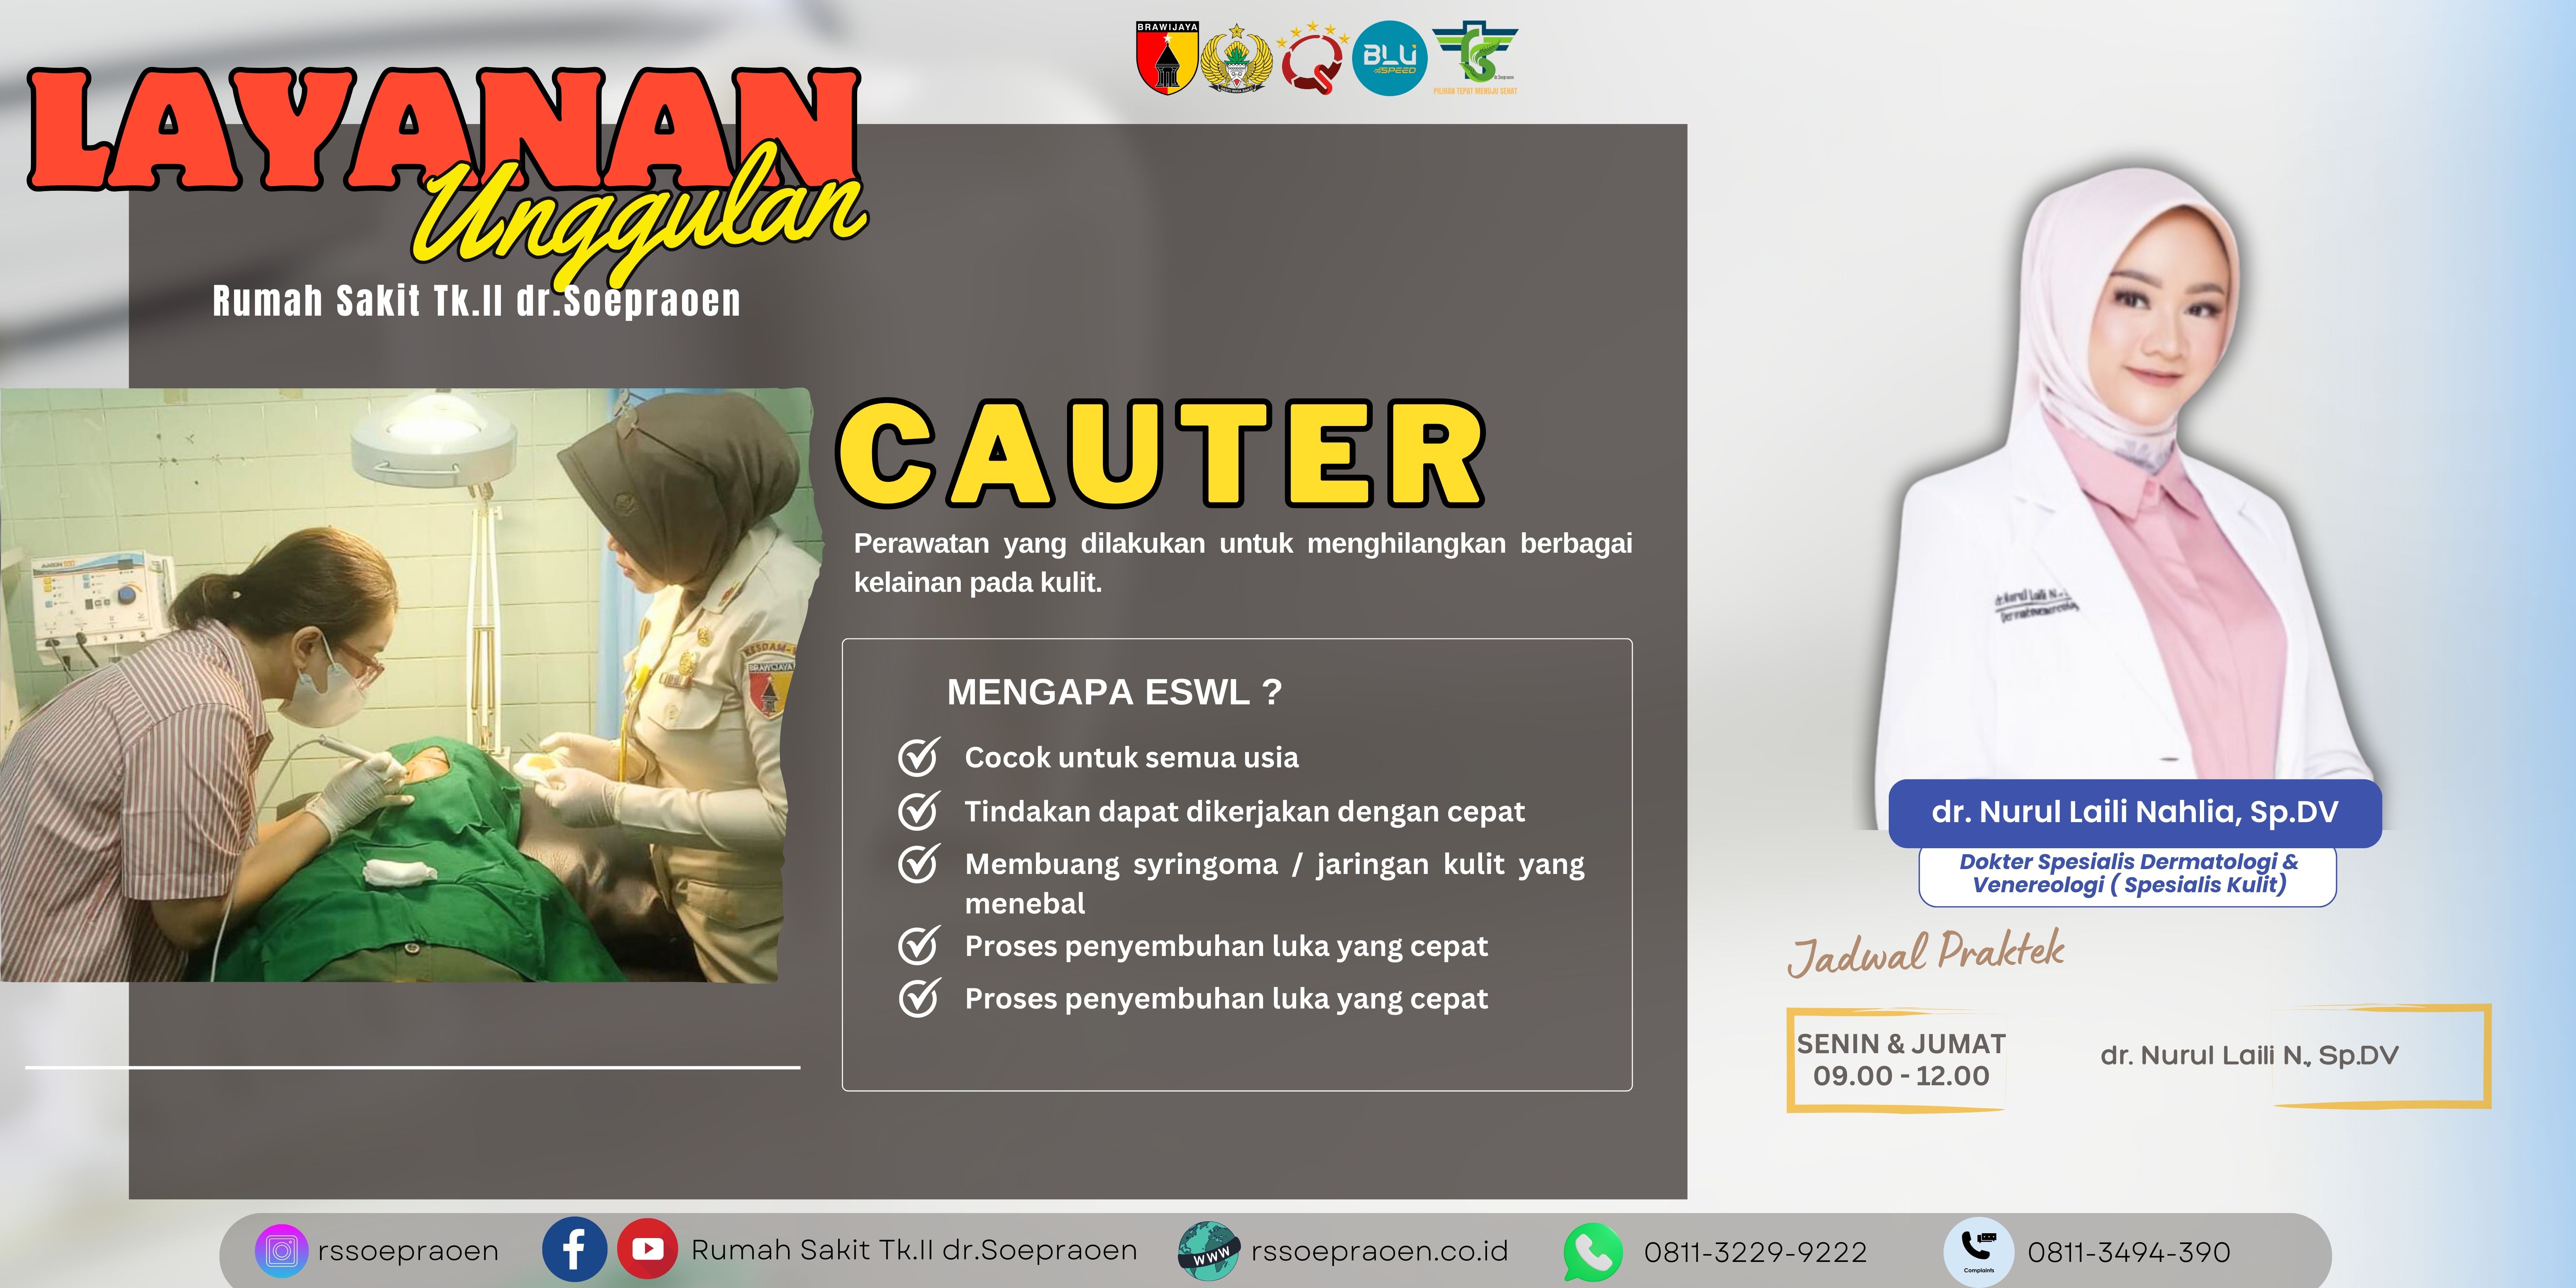 BRAWIJAYA
BLU
SPEED
PILIHAN TEPAT MENUJU SEHAT
LAYANAN
Unggulan
Rumah Sakit Tk.II dr.Soepraoen
CAUTER
Perawatan yang dilakukan untuk menghilangkan berbagai
kelainan pada kulit.
MENGAPA ESWL ?
Cocok untuk semua usia
Tindakan dapat dikerjakan dengan cepat
Membuang syringoma / jaringan kulit yang
menebal
Proses penyembuhan luka yang cepat
Proses penyembuhan luka yang cepat
BRAWIJAYA
dr. Nurul Laili Nahlia, Sp.DV
Dokter Spesialis Dermatologi &
Venereologi ( Spesialis Kulit)
Jadwal Praktek
SENIN & JUMAT
09.00 - 12.00
dr. Nurul Laili N., Sp.DV
rssoepraoen
Rumah Sakit Tk.II dr.Soepraoen
WWW
rssoepraoen.co.id
0811-3229-9222
Complaints
0811-3494-390